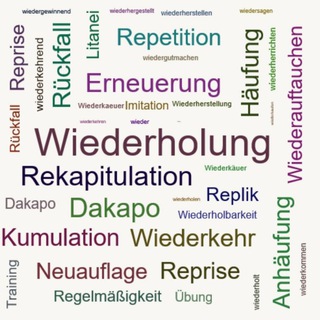 wiedergewinnend
wiederhergestellt
wiederherstellen
wiedersagen
Reprise
wiederkehrend
Rückfall
Litanei
Repetition
wiedergutmachen
Häufung
wiederherrichten
Wiederauftauchen
Erneuerung
Wiederkaeuer
Imitation
Wiederherstellung
Rückfall
wieder
Wiederholung
Wiederkäuer
Rekapitulation
Dakapo
Dakapo
wiederholen
Replik
Wiederholbarkeit
Kumulation
Wiederkehr
Anhäufung
Training
Neuauflage
Reprise
wiederholt
wiederkommen
Regelmäßigkeit
Übung